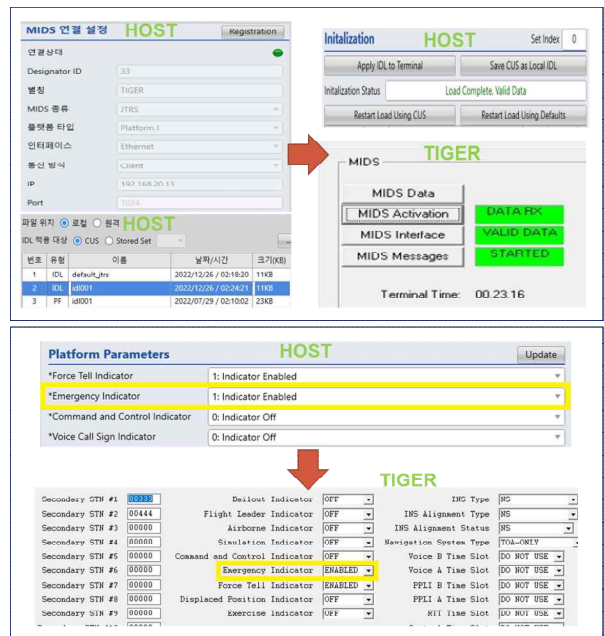 MIDS 연결 설정 HOST Registration
연결상태
Designator ID 33
별칭 TIGER
MIDS 종류 JTRS
플랫폼 타입 Platform I
인터페이스 Ethernet
통신 방식 Client
IP 192.168.20.13
Port 1024
파일 위치 로컬 원격 HOST
IDL 적용 대상 CUS Stored Set
번호 유형 이름 날짜/시간 크기(KB)
1 IDL default_jtrs 2022/12/26 / 02:18:20 11KB
2 IDL idl001 2022/12/26 / 02:24:21 11KB
3 PF idl001 2022/07/29 / 02:10:02 23KB
Initalization HOST Set Index 0
Apply IDL to Terminal Save CUS as Local IDL
Initalization Status Load Complete, Valid Data
Restart Load Using CUS Restart Load Using Defaults
MIDS TIGER
MIDS Data
MIDS Activation DATA RX
MIDS Interface VALID DATA
MIDS Messages STARTED
Terminal Time: 00.23.16
Platform Parameters HOST Update
*Force Tell Indicator 1: Indicator Enabled
*Emergency Indicator 1: Indicator Enabled
*Command and Control Indicator 0: Indicator Off
*Voice Call Sign Indicator 0: Indicator Off
TIGER
Secondary STN #1 00333 Bailout Indicator OFF INS Type NS
Secondary STN #2 00444 Flight Leader Indicator OFF INS Alignment Type NS
Secondary STN #3 00000 Airborne Indicator OFF INS Alignment Status NS
Secondary STN #4 00000 Simulation Indicator OFF Navigation System Type TOA-ONLY
Secondary STN #5 00000 Command and Control Indicator OFF Voice B Time Slot DO NOT USE
Secondary STN #6 00000 Emergency Indicator ENABLED Voice A Time Slot DO NOT USE
Secondary STN #7 00000 Force Tell Indicator ENABLED PPLI B Time Slot DO NOT USE
Secondary STN #8 00000 Displaced Position Indicator OFF PPLI A Time Slot DO NOT USE
Secondary STN #9 00000 Exercise Indicator OFF RTT Time Slot DO NOT USE